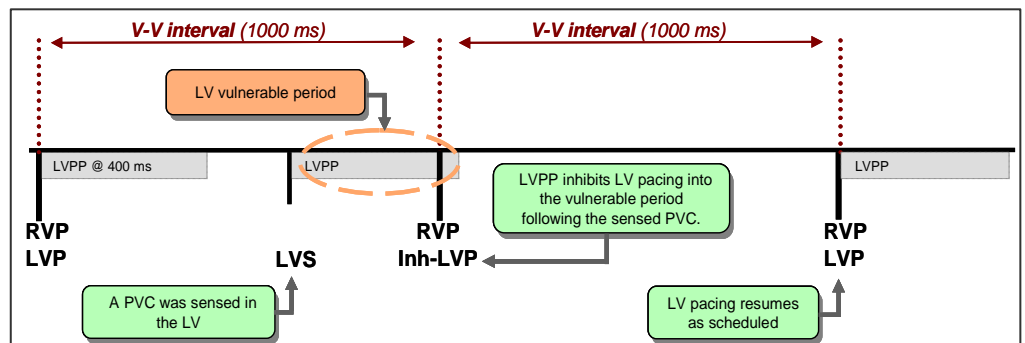 V-V interval (1000 ms)
V-V interval (1000 ms)
LV vulnerable period
LVPP @ 400 ms
LVPP
LVPP
LVPP inhibits LV pacing into
the vulnerable period
following the sensed PVC.
RVP
LVP
LVS
RVP
Inh-LVP
RVP
LVP
A PVC was sensed in
the LV
LV pacing resumes
as scheduled